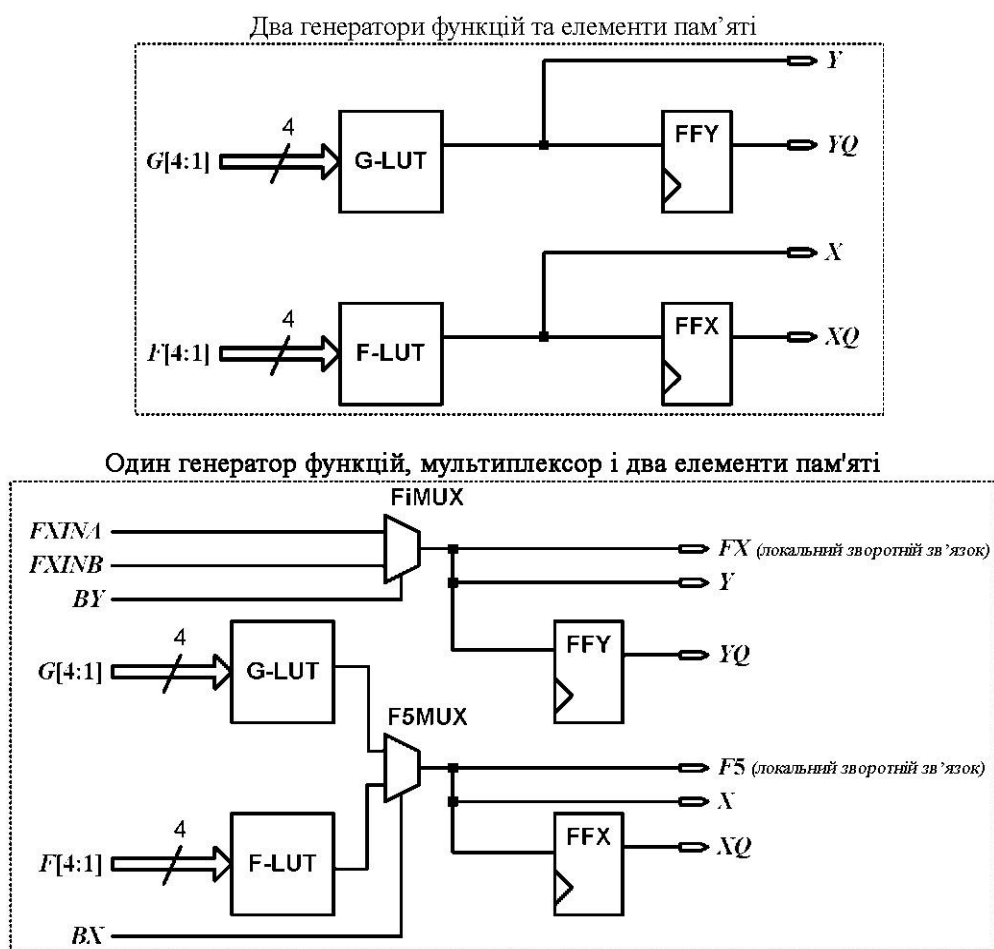 Два генератори функцій та елементи пам’яті
Y
4
FFY
G[4:1]
G-LUT
YQ
X
4
FFX
F[4:1]
F-LUT
XQ
Один генератор функцій, мультиплексор і два елементи пам'яті
FiMUX
FXINA
FX (локальний зворотній зв’язок)
FXINB
Y
BY
4
FFY
G[4:1]
G-LUT
YQ
F5MUX
F5 (локальний зворотній зв’язок)
X
4
FFX
F[4:1]
F-LUT
XQ
BX